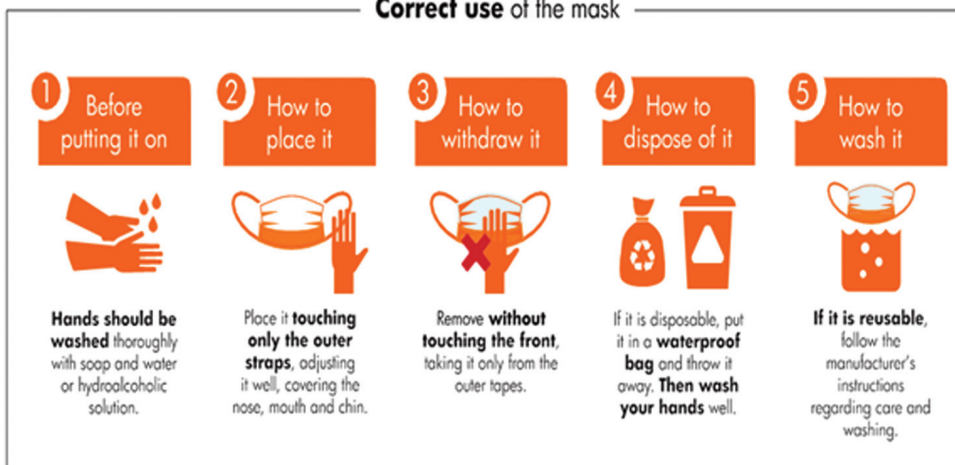 Correct use of the mask
1
Before
putting it on
2
How to
place it
3
How to
withdraw it
4
How to
dispose of it
5
How to
wash it
Hands should be
washed thoroughly
with soap and water
or hydroalcoholic
solution.
Place it touching
only the outer
straps, adjusting
it well, covering the
nose, mouth and chin.
Remove without
touching the front,
taking it only from the
outer tapes.
If it is disposable, put
it in a waterproof
bag and throw it
away. Then wash
your hands well.
If it is reusable,
follow the
manufacturer's
instructions
regarding care and
washing.